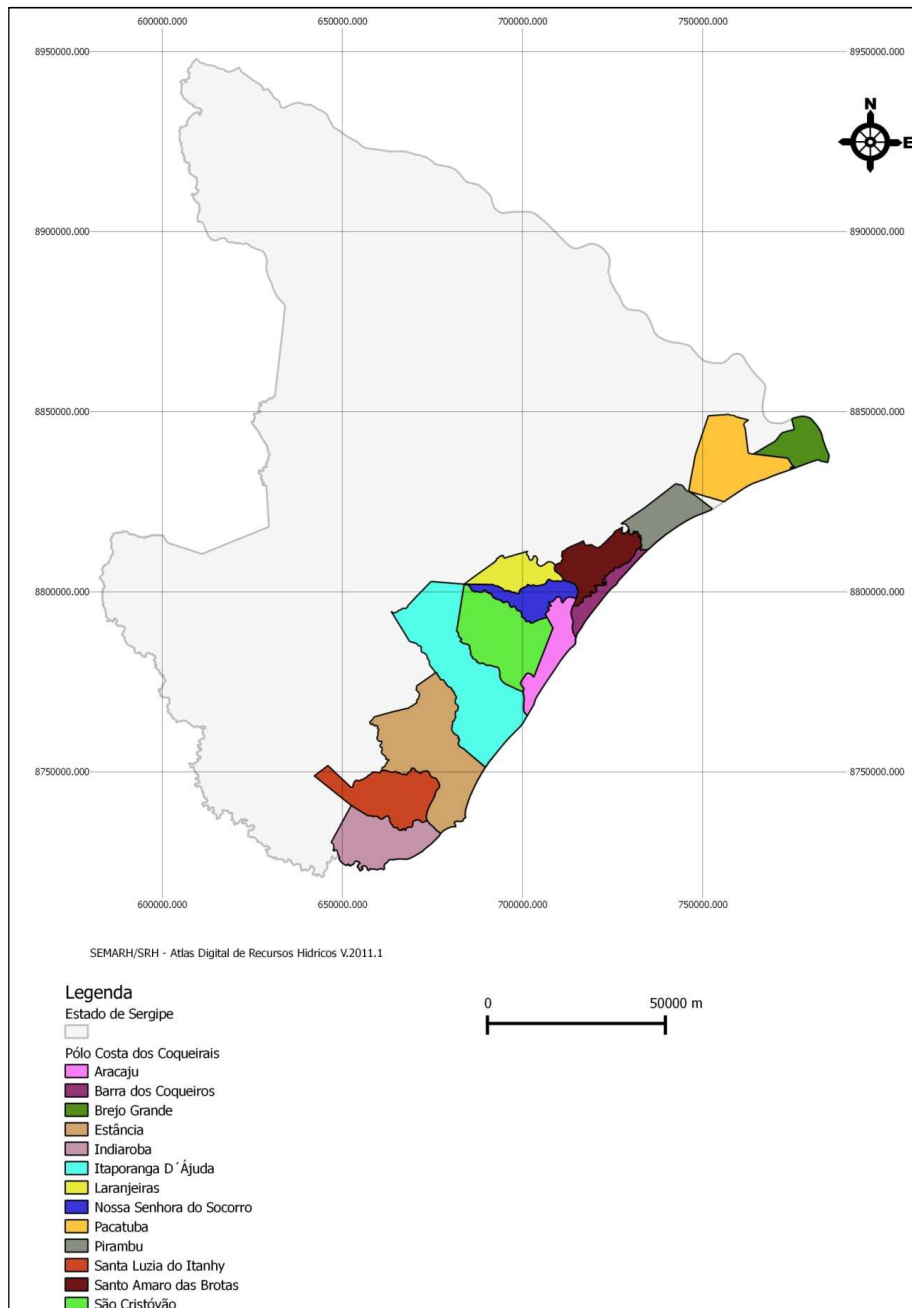 600000.000 650000.000 700000.000 750000.000
8950000.000 8950000.000
N
E
8900000.000 8900000.000
8850000.000 8850000.000
8800000.000 8800000.000
8750000.000 8750000.000
600000.000 650000.000 700000.000 750000.000
SEMARH/SRH - Atlas Digital de Recursos Hidricos V.2011.1
Legenda
Estado de Sergipe
0 50000 m
Pólo Costa dos Coqueirais
Aracaju
Barra dos Coqueiros
Brejo Grande
Estância
Indiaroba
Itaporanga D´Ájuda
Laranjeiras
Nossa Senhora do Socorro
Pacatuba
Pirambu
Santa Luzia do Itanhy
Santo Amaro das Brotas
São Cristóvão